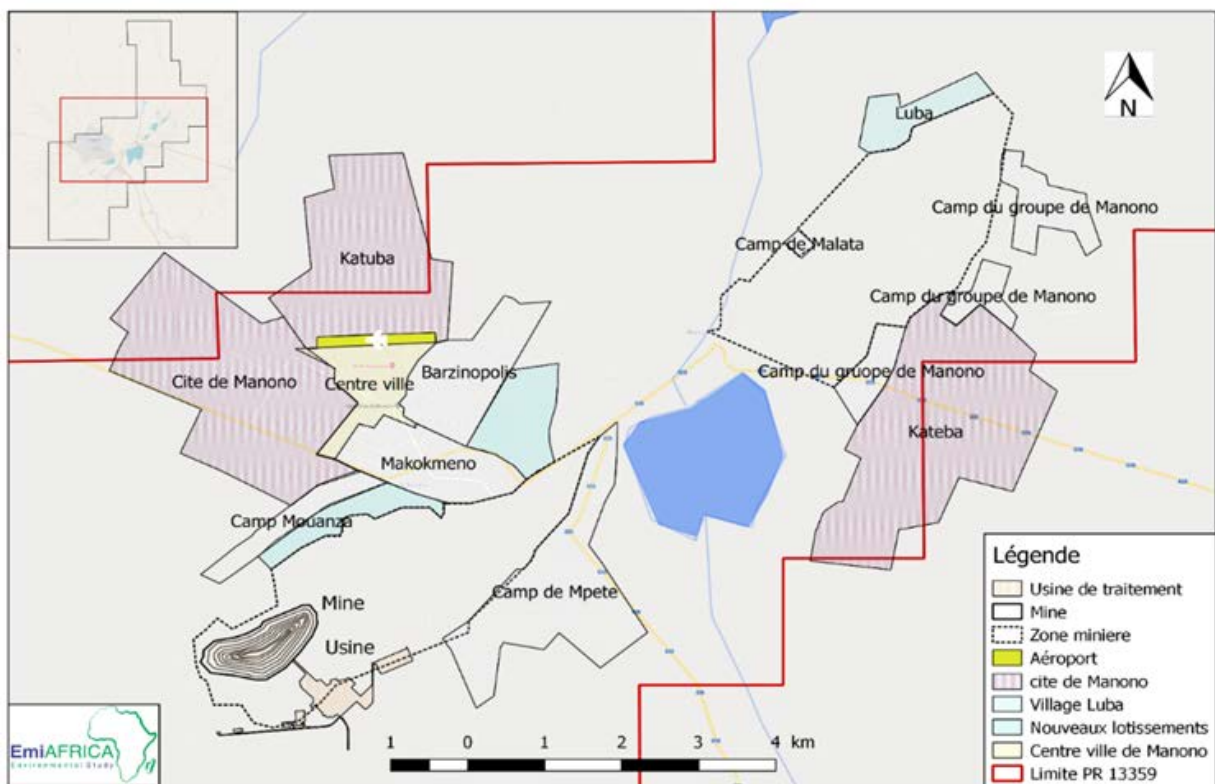 N
Luba
Camp du groupe de Manono
Camp de Malata
Katuba
Camp du groupe de Manono
Cite de Manono
Centre ville
Barzinopolis
Camp du gruope de Manono
Kateba
Makokmeno
Camp Mouanza
Camp de Mpete
Mine
Usine
Légende
Usine de traitement
Mine
Zone miniere
Aéroport
cite de Manono
Village Luba
Nouveaux lotissements
Centre ville de Manono
Limite PR 13359
EmiAFRICA
Environmental Study
1 0 1 2 3 4 km